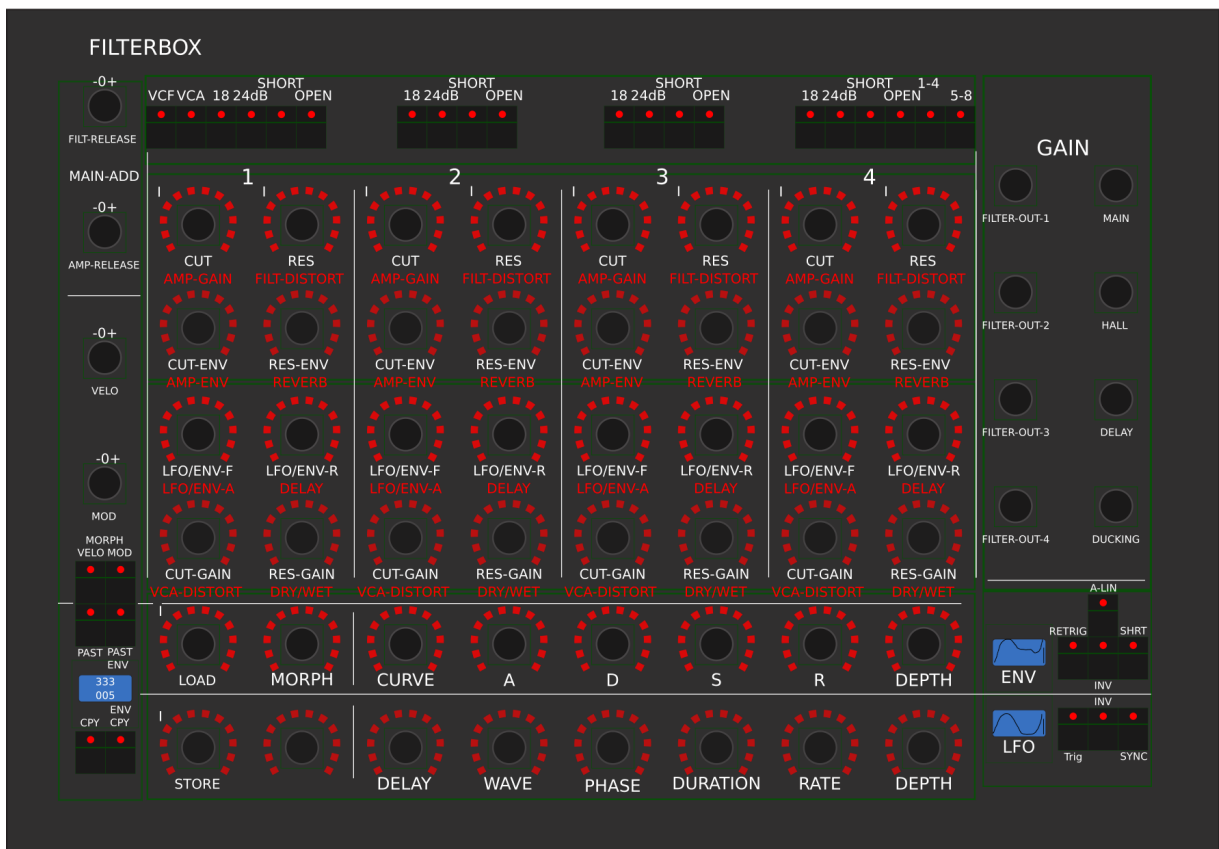 FILTERBOX
-0+
FILT-RELEASE
MAIN-ADD
-0+
AMP-RELEASE
-0+
VELO
-0+
MOD
MORPH
VELO MOD
PAST PAST
ENV
333
005
ENV
CPY CPY
SHORT SHORT SHORT SHORT 1-4
VCF VCA 18 24dB OPEN 18 24dB OPEN 18 24dB OPEN 18 24dB OPEN 5-8
1 2 3 4
CUT RES CUT RES CUT RES CUT RES
AMP-GAIN FILT-DISTORT AMP-GAIN FILT-DISTORT AMP-GAIN FILT-DISTORT AMP-GAIN FILT-DISTORT
CUT-ENV RES-ENV CUT-ENV RES-ENV CUT-ENV RES-ENV CUT-ENV RES-ENV
AMP-ENV REVERB AMP-ENV REVERB AMP-ENV REVERB AMP-ENV REVERB
LFO/ENV-F LFO/ENV-R LFO/ENV-F LFO/ENV-R LFO/ENV-F LFO/ENV-R LFO/ENV-F LFO/ENV-R
LFO/ENV-A DELAY LFO/ENV-A DELAY LFO/ENV-A DELAY LFO/ENV-A DELAY
CUT-GAIN RES-GAIN CUT-GAIN RES-GAIN CUT-GAIN RES-GAIN CUT-GAIN RES-GAIN
VCA-DISTORT DRY/WET VCA-DISTORT DRY/WET VCA-DISTORT DRY/WET VCA-DISTORT DRY/WET
LOAD MORPH CURVE A D S R DEPTH
STORE DELAY WAVE PHASE DURATION RATE DEPTH
GAIN
FILTER-OUT-1 MAIN
FILTER-OUT-2 HALL
FILTER-OUT-3 DELAY
FILTER-OUT-4 DUCKING
A-LIN
RETRIG SHRT
ENV
INV
INV
LFO
Trig SYNC